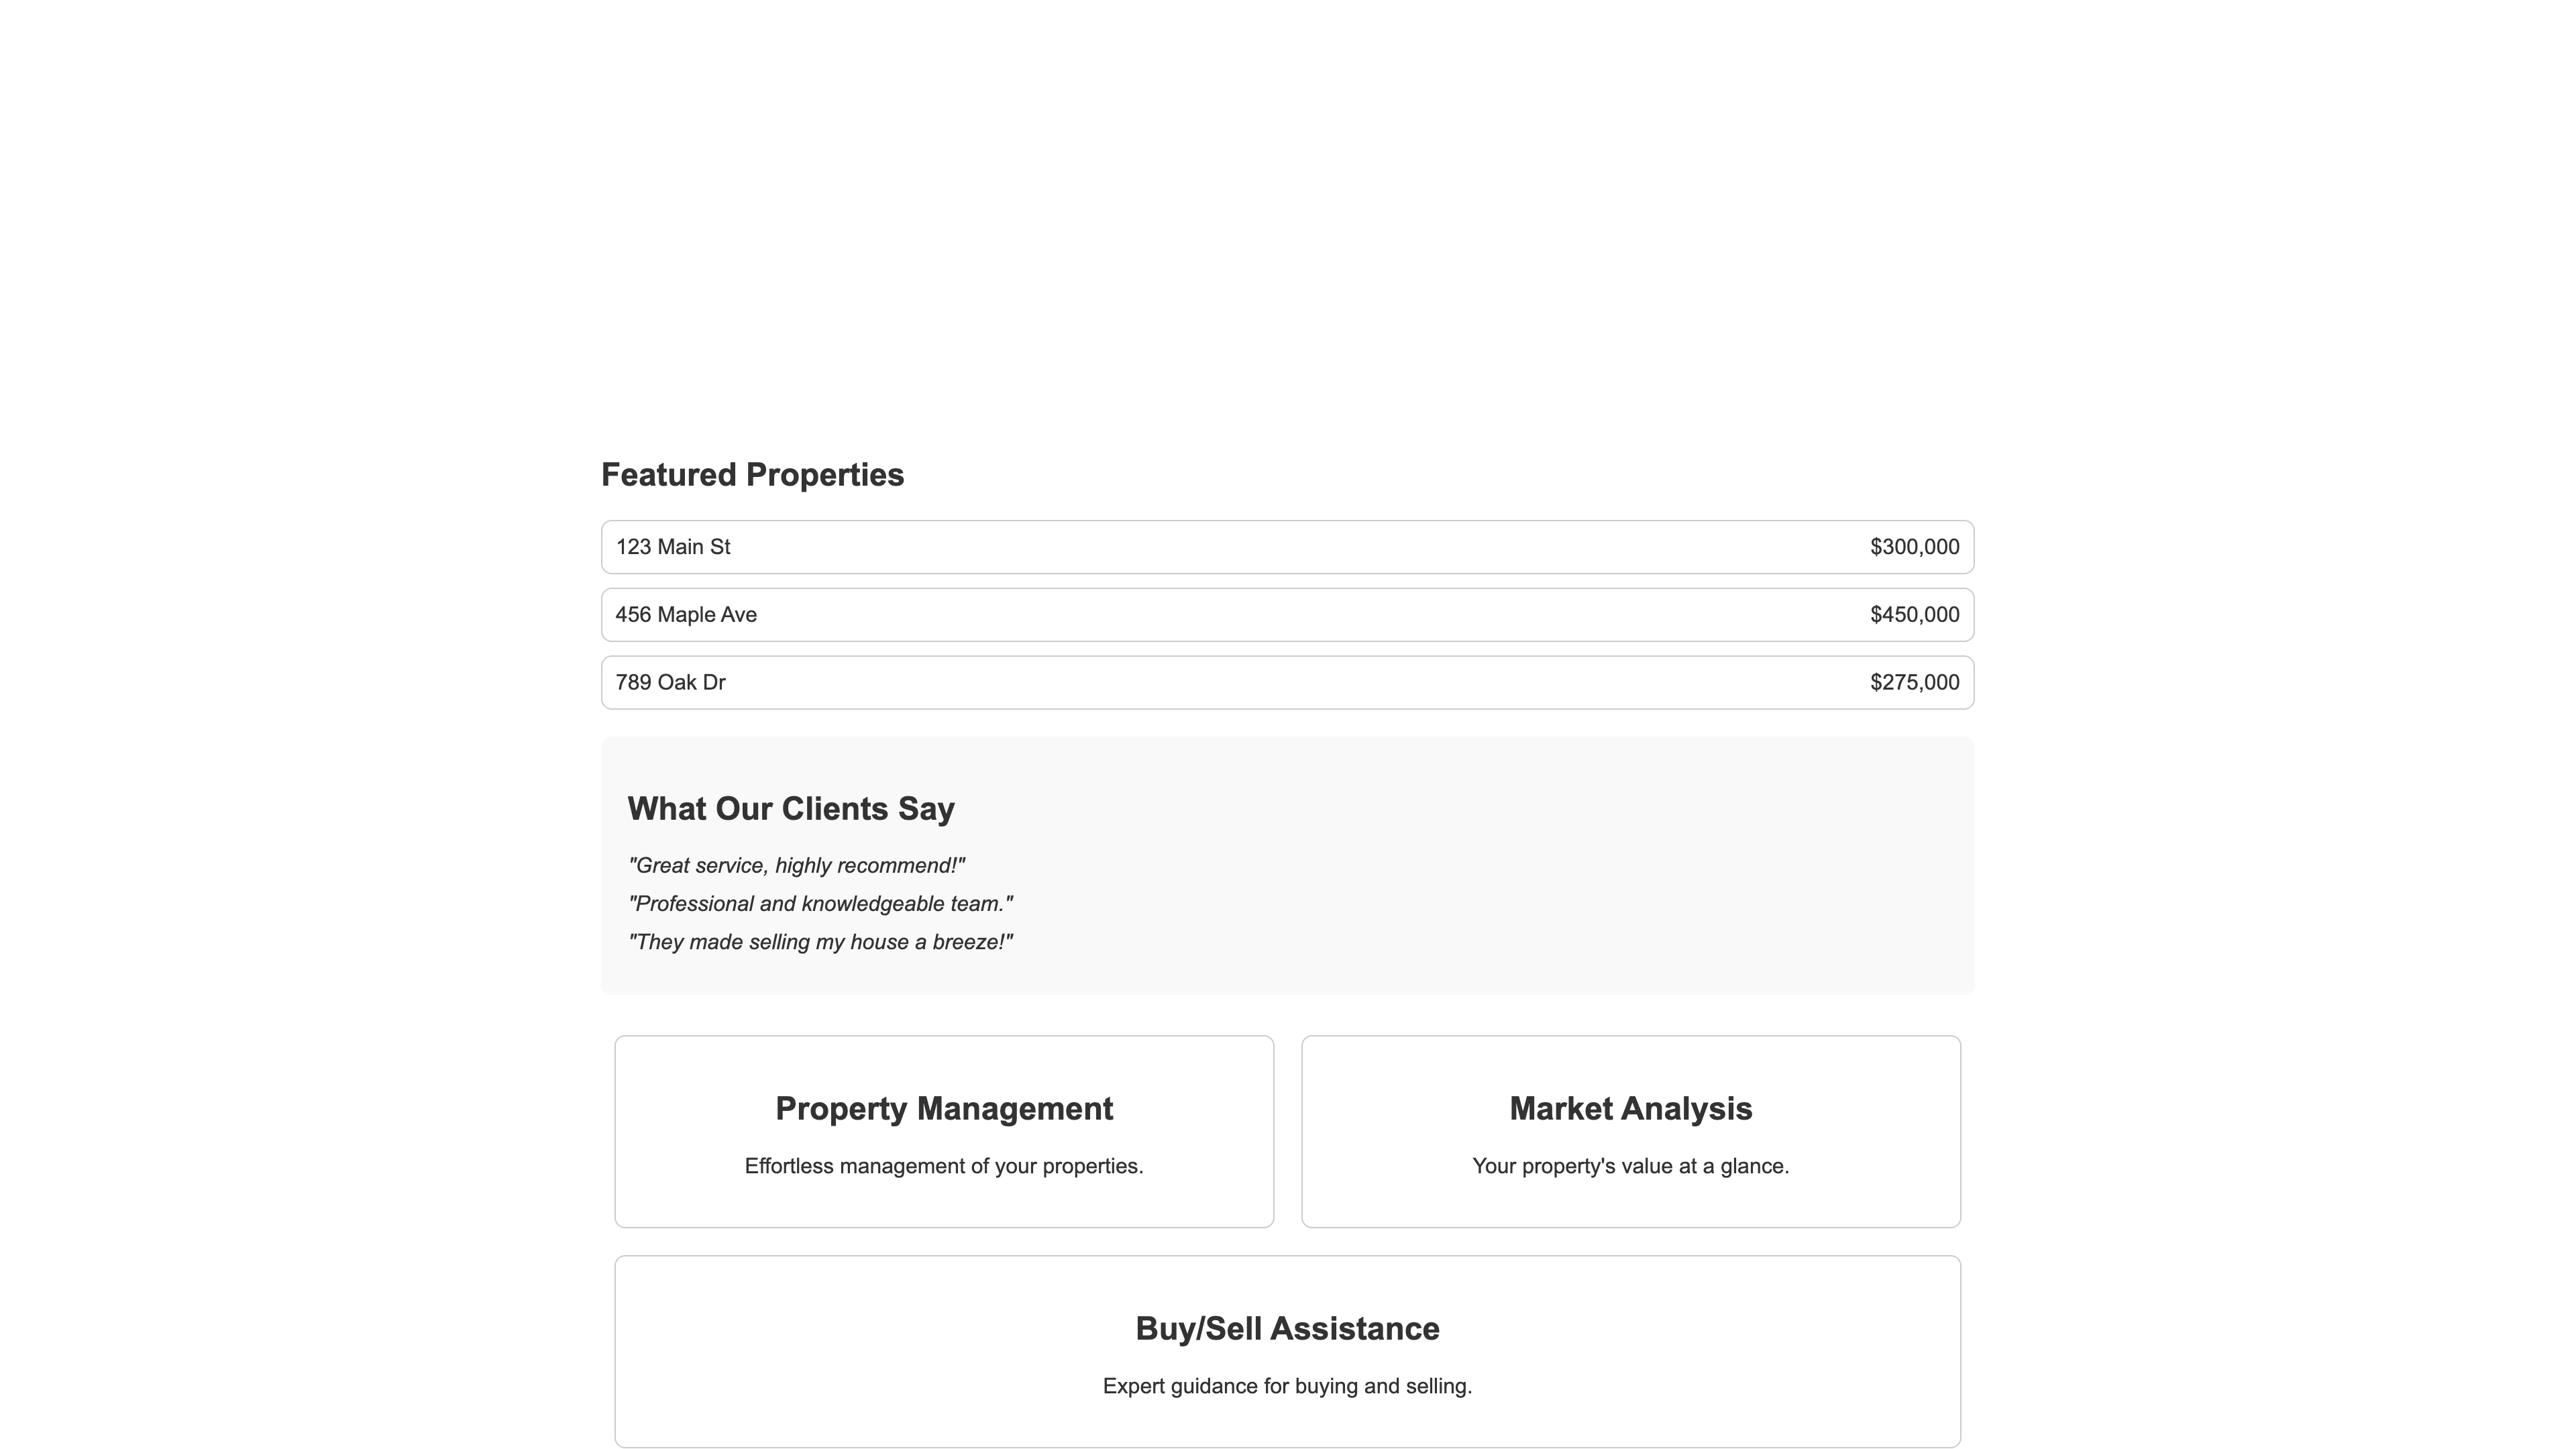 Featured Properties
123 Main St $300,000
456 Maple Ave $450,000
789 Oak Dr $275,000
What Our Clients Say
"Great service, highly recommend!"
"Professional and knowledgeable team."
"They made selling my house a breeze!"
Property Management
Effortless management of your properties.
Market Analysis
Your property's value at a glance.
Buy/Sell Assistance
Expert guidance for buying and selling.